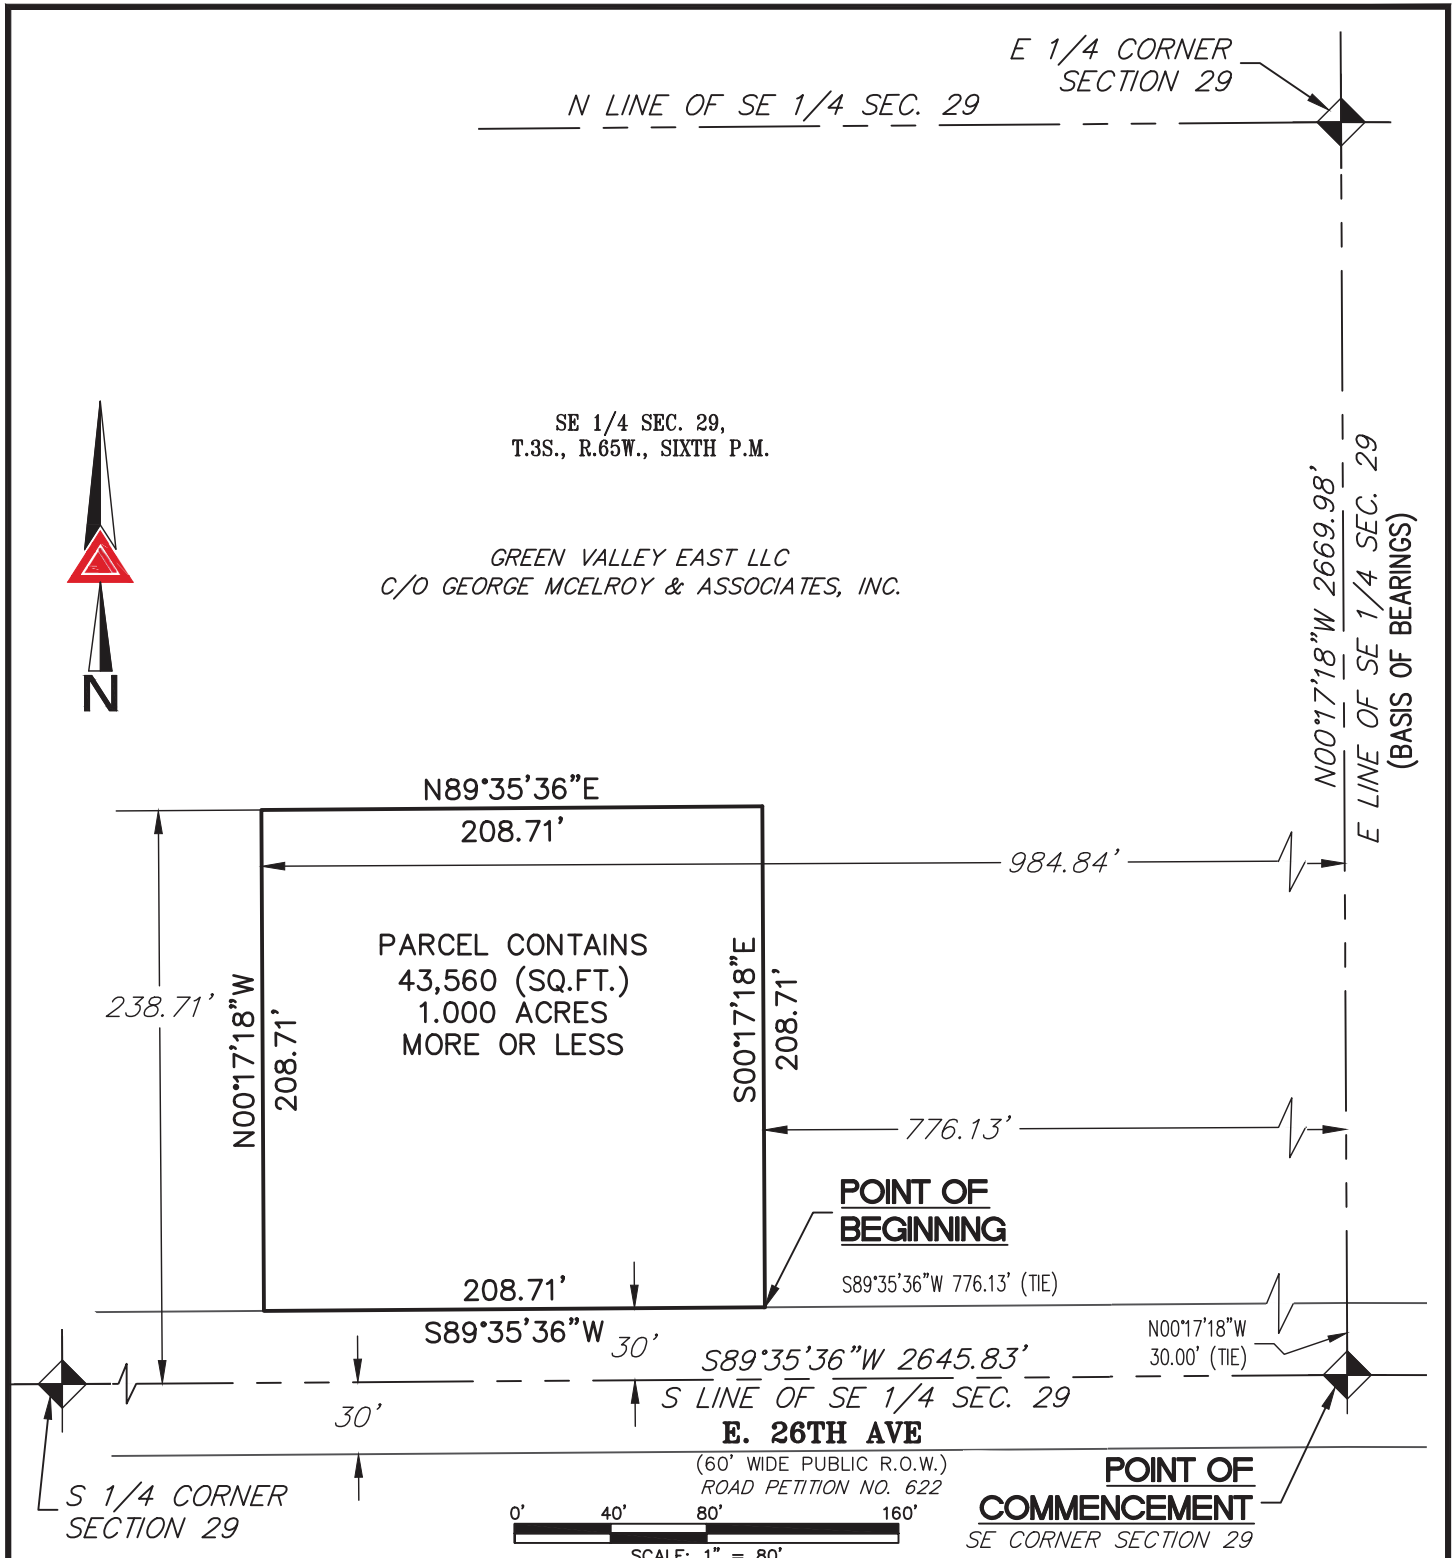 E 1/4 CORNER
SECTION 29
N LINE OF SE 1/4 SEC. 29
SE 1/4 SEC. 29,
T.3S., R.65W., SIXTH P.M.
GREEN VALLEY EAST LLC
C/O GEORGE MCELROY & ASSOCIATES, INC.
N00°17'18"W 2669.98'
E LINE OF SE 1/4 SEC. 29
(BASIS OF BEARINGS)
N
N89°35'36"E
208.71'
984.84'
PARCEL CONTAINS
43,560 (SQ.FT.)
1.000 ACRES
MORE OR LESS
238.71'
N00°17'18"W
208.71'
S00°17'18"E
208.71'
776.13'
POINT OF
BEGINNING
S89°35'36"W 776.13' (TIE)
208.71'
S89°35'36"W
30'
N00°17'18"W
30.00' (TIE)
S89°35'36"W 2645.83'
S LINE OF SE 1/4 SEC. 29
30'
E. 26TH AVE
(60' WIDE PUBLIC R.O.W.)
ROAD PETITION NO. 622
S 1/4 CORNER
SECTION 29
POINT OF
COMMENCEMENT
SE CORNER SECTION 29
0' 40' 80' 160'
SCALE: 1" = 80'